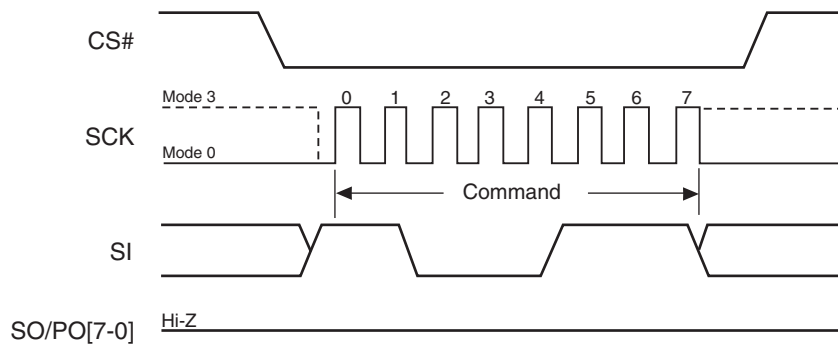 CS#
Mode 3
0 1 2 3 4 5 6 7
SCK
Mode 0
Command
SI
Hi-Z
SO/PO[7-0]